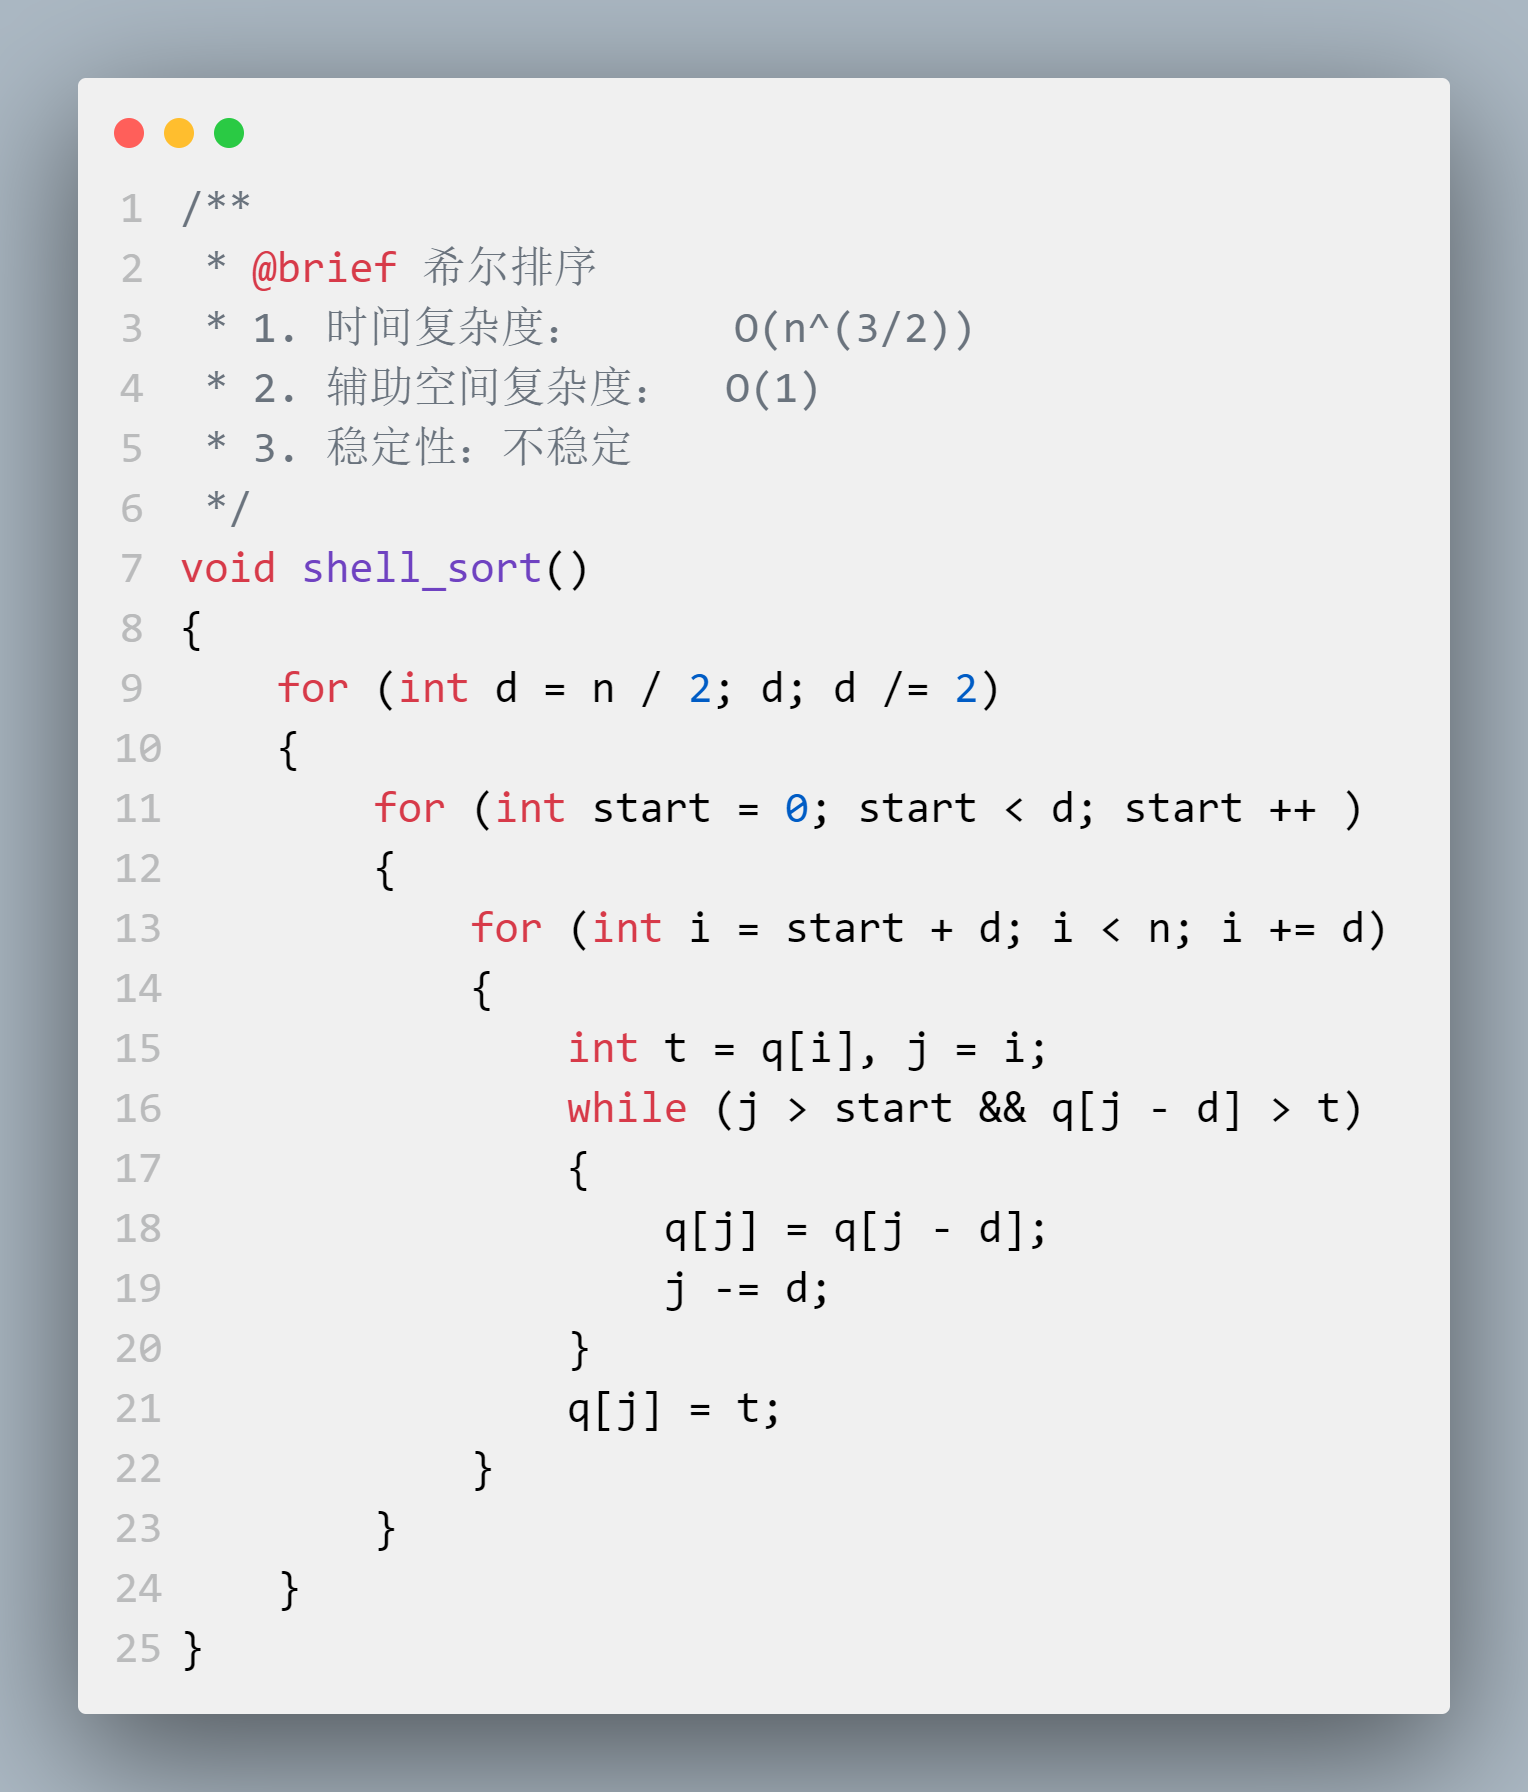 1 /**
2  * @brief 希尔排序
3  * 1. 时间复杂度：      O(n^(3/2))
4  * 2. 辅助空间复杂度：  O(1)
5  * 3. 稳定性：不稳定
6  */
7 void shell_sort()
8 {
9     for (int d = n / 2; d; d /= 2)
10     {
11         for (int start = 0; start < d; start ++ )
12         {
13             for (int i = start + d; i < n; i += d)
14             {
15                 int t = q[i], j = i;
16                 while (j > start && q[j - d] > t)
17                 {
18                     q[j] = q[j - d];
19                     j -= d;
20                 }
21                 q[j] = t;
22             }
23         }
24     }
25 }